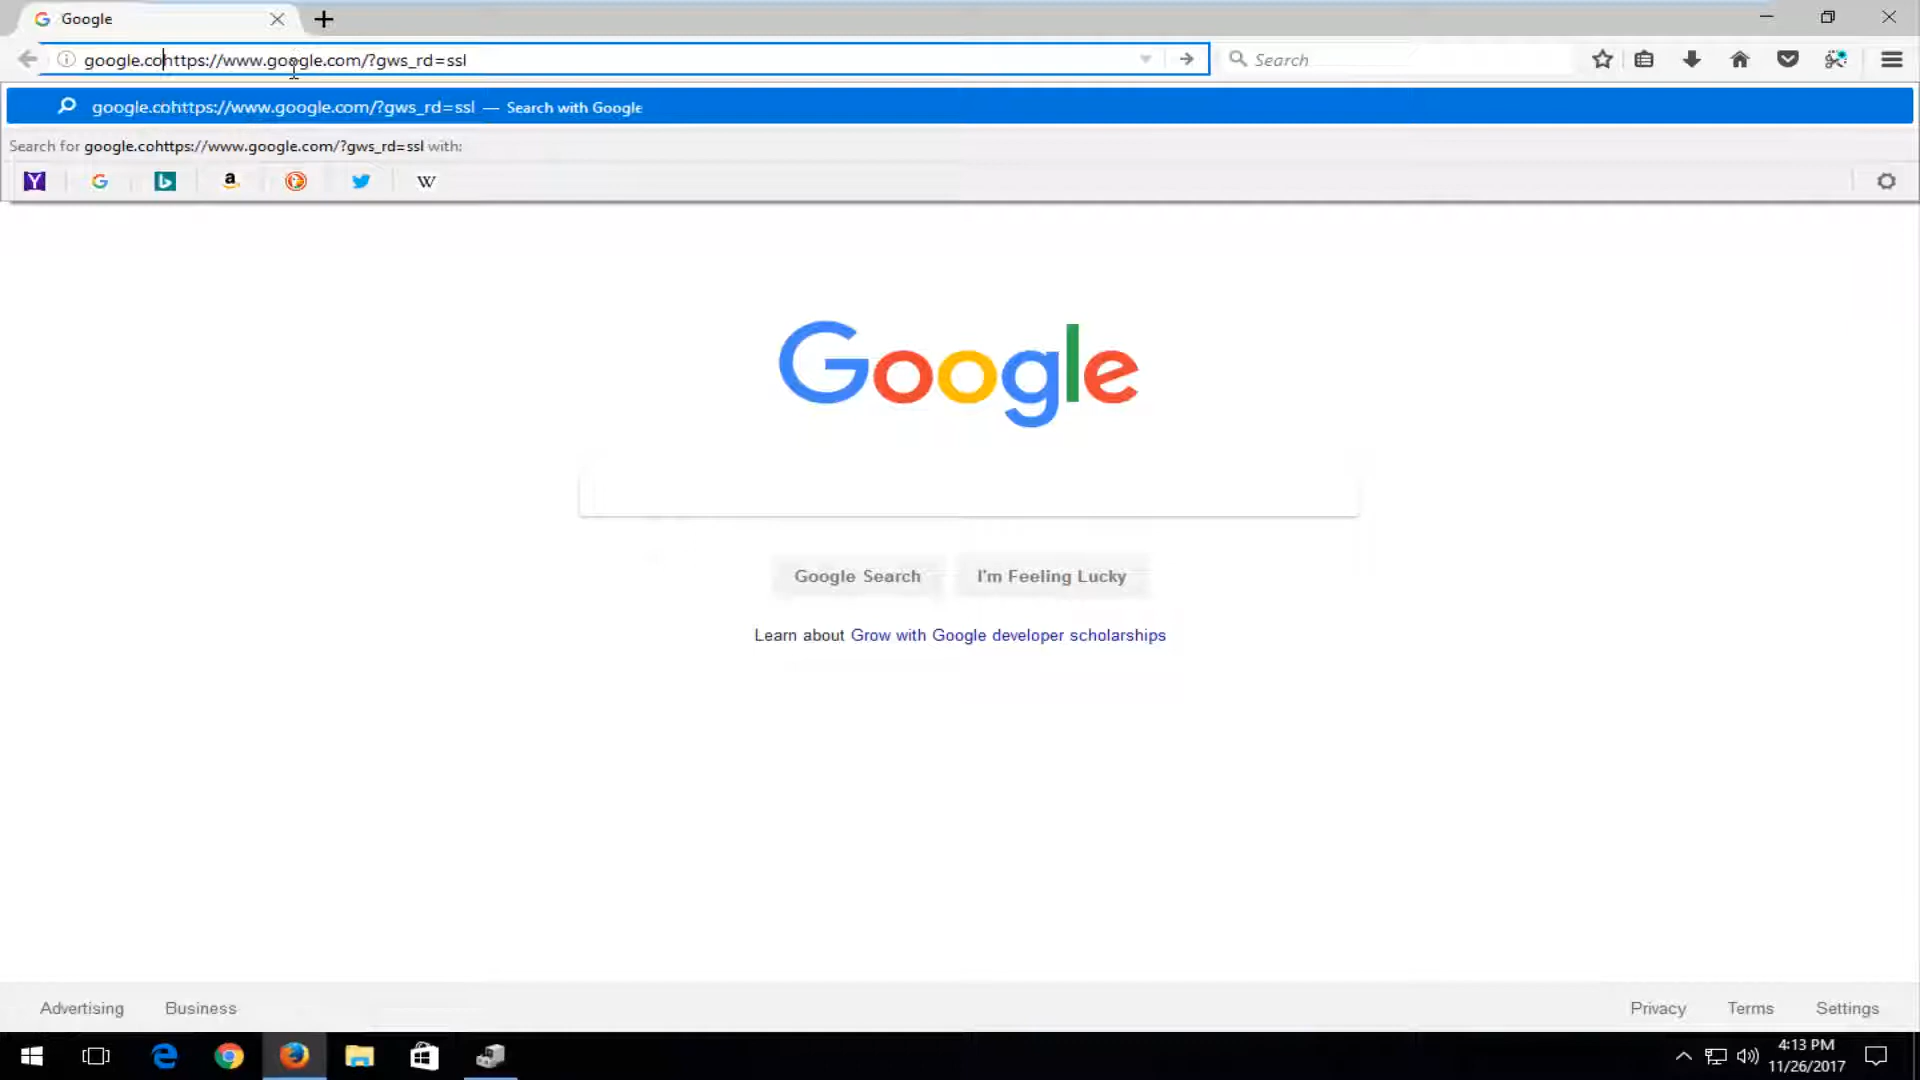 Google
google.cohttps://www.google.com/?gws_rd=ssl
Search
google.cohttps://www.google.com/?gws_rd=ssl — Search with Google
Search for google.cohttps://www.google.com/?gws_rd=ssl with:
Google
Google Search
I'm Feeling Lucky
Learn about Grow with Google developer scholarships
Advertising
Business
Privacy
Terms
Settings
4:13 PM
11/26/2017